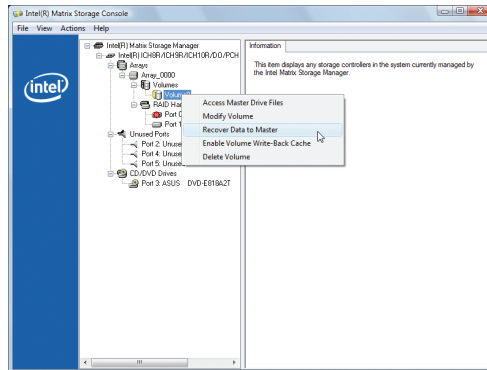 Intel(R) Matrix Storage Console
File View Actions Help
Intel(R) Matrix Storage Manager
Intel(R) ICH8R/ICH9R/ICH10R/DO/PCH
Arrays
Array_0000
Volumes
RAID Har
Port
Port 1
Unused Ports
Port 2: Unuse
Port 4: Unuse
Port 5: Unuse
CD/DVD Drives
Port 3: ASUS DVD-E818A2T
Information
This item displays any storage controllers in the system currently managed by
the Intel Matrix Storage Manager.
Access Master Drive Files
Modify Volume
Recover Data to Master
Enable Volume Write-Back Cache
Delete Volume
intel